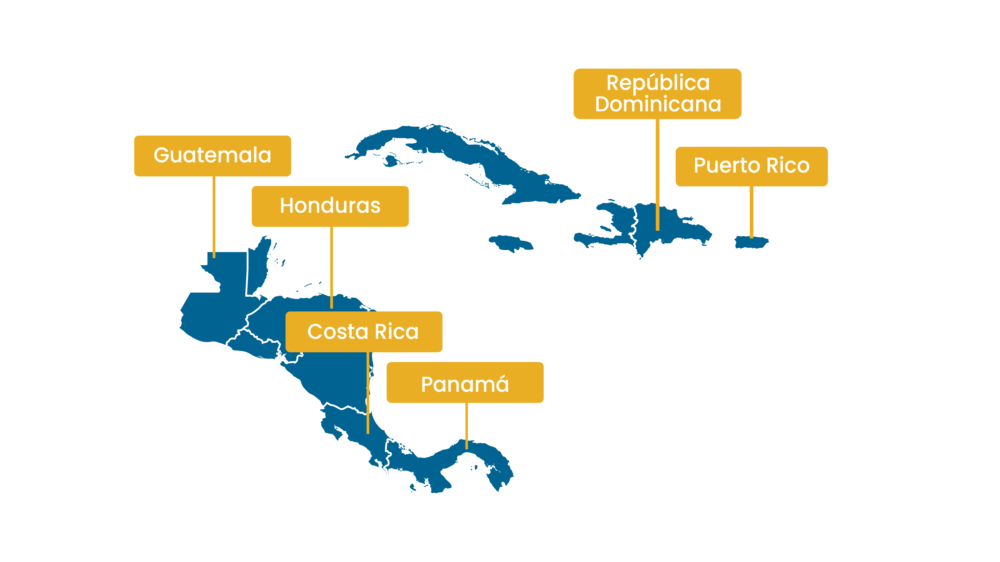 República
Dominicana
Guatemala
Puerto Rico
Honduras
Costa Rica
Panamá